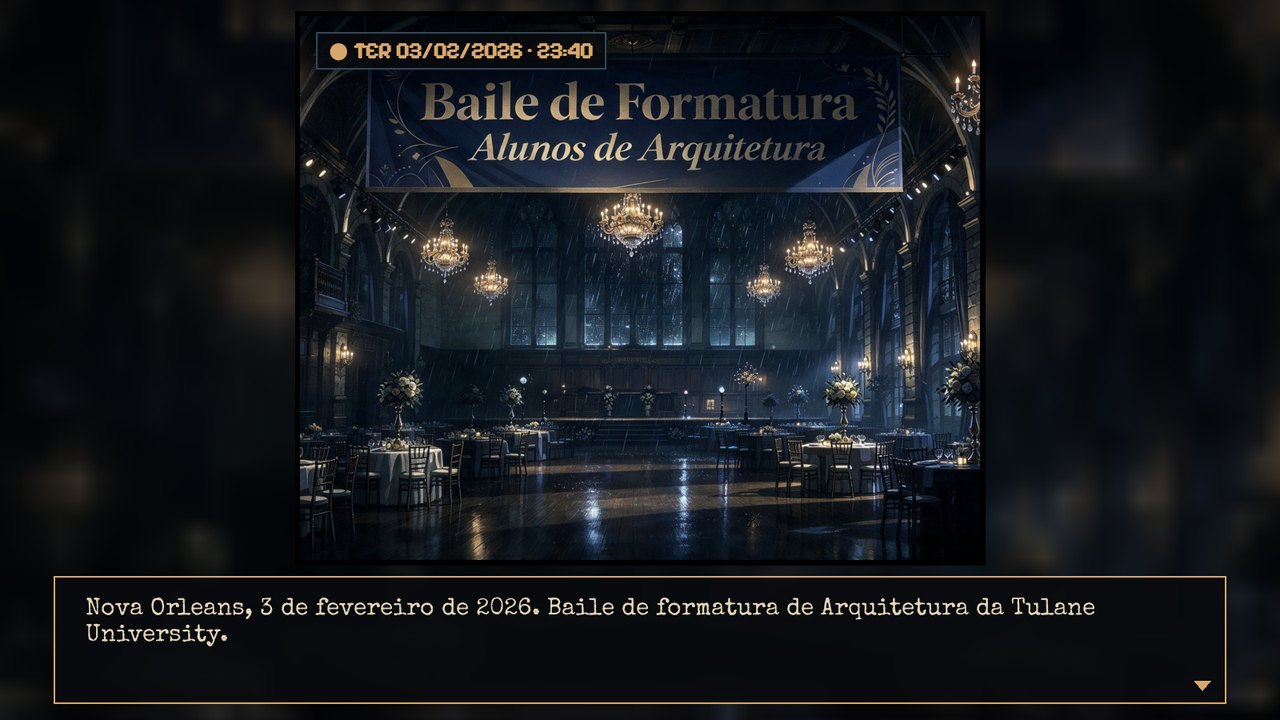 TER 03/02/2026 · 23:40
Baile de Formatura
Alunos de Arquitetura
Nova Orleans, 3 de fevereiro de 2026. Baile de formatura de Arquitetura da Tulane
University.